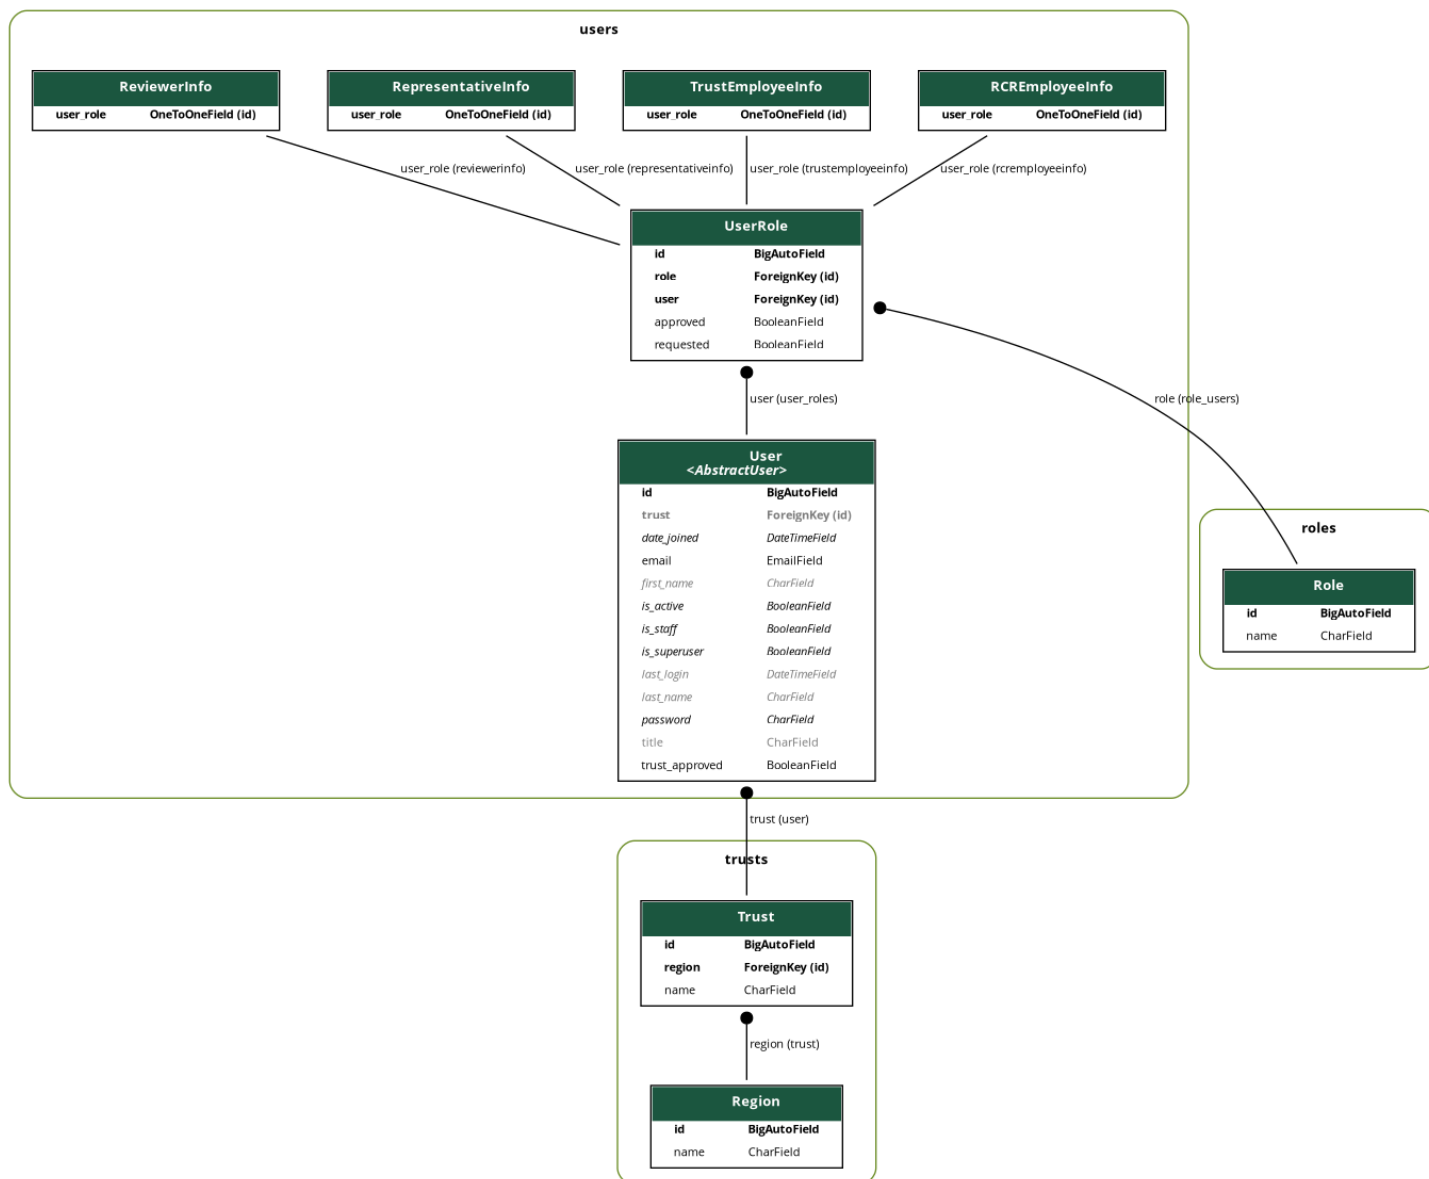 users
ReviewerInfo
user_role OneToOneField (id)
RepresentativeInfo
user_role OneToOneField (id)
TrustEmployeeInfo
user_role OneToOneField (id)
RCREmployeeInfo
user_role OneToOneField (id)
user_role (reviewerinfo)
user_role (representativeinfo)
user_role (trustemployeeinfo)
user_role (rcremployeeinfo)
UserRole
id BigAutoField
role ForeignKey (id)
user ForeignKey (id)
approved BooleanField
requested BooleanField
user (user_roles)
role (role_users)
User
<AbstractUser>
id BigAutoField
trust ForeignKey (id)
date_joined DateTimeField
email EmailField
first_name CharField
is_active BooleanField
is_staff BooleanField
is_superuser BooleanField
last_login DateTimeField
last_name CharField
password CharField
title CharField
trust_approved BooleanField
roles
Role
id BigAutoField
name CharField
trust (user)
trusts
Trust
id BigAutoField
region ForeignKey (id)
name CharField
region (trust)
Region
id BigAutoField
name CharField